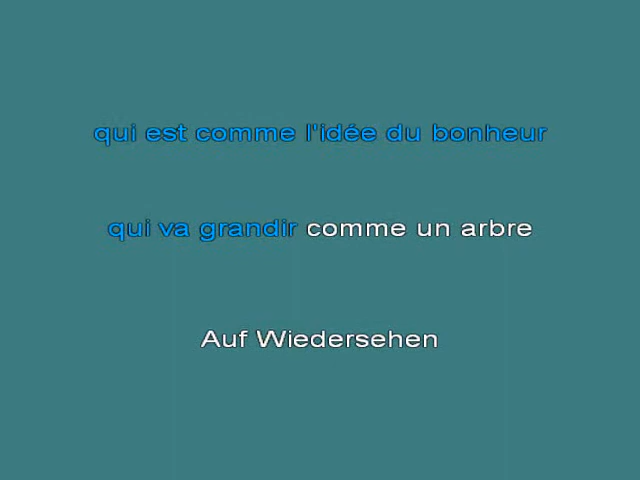 qui est comme l'idée du bonheur
qui va grandir comme un arbre
Auf Wiedersehen